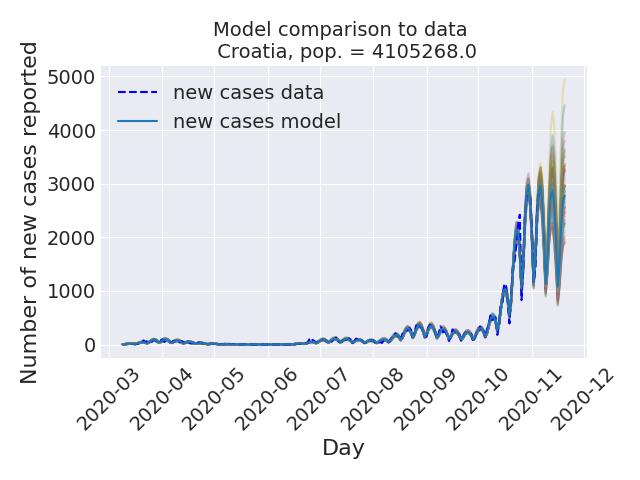 Model comparison to data
Croatia, pop. = 4105268.0
Number of new cases reported
5000
4000
3000
2000
1000
0
new cases data
new cases model
2020-03
2020-04
2020-05
2020-06
2020-07
2020-08
2020-09
2020-10
2020-11
2020-12
Day